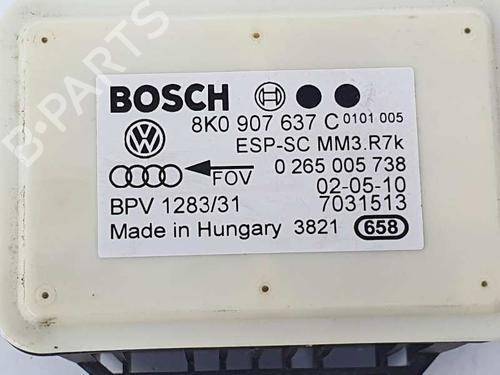 BOSCH
8K0 907 637 C 0101 005
ESP-SC MM3.R7k
FOV 0 265 005 738
02-05-10
BPV 1283/31 7031513
Made in Hungary 3821 658